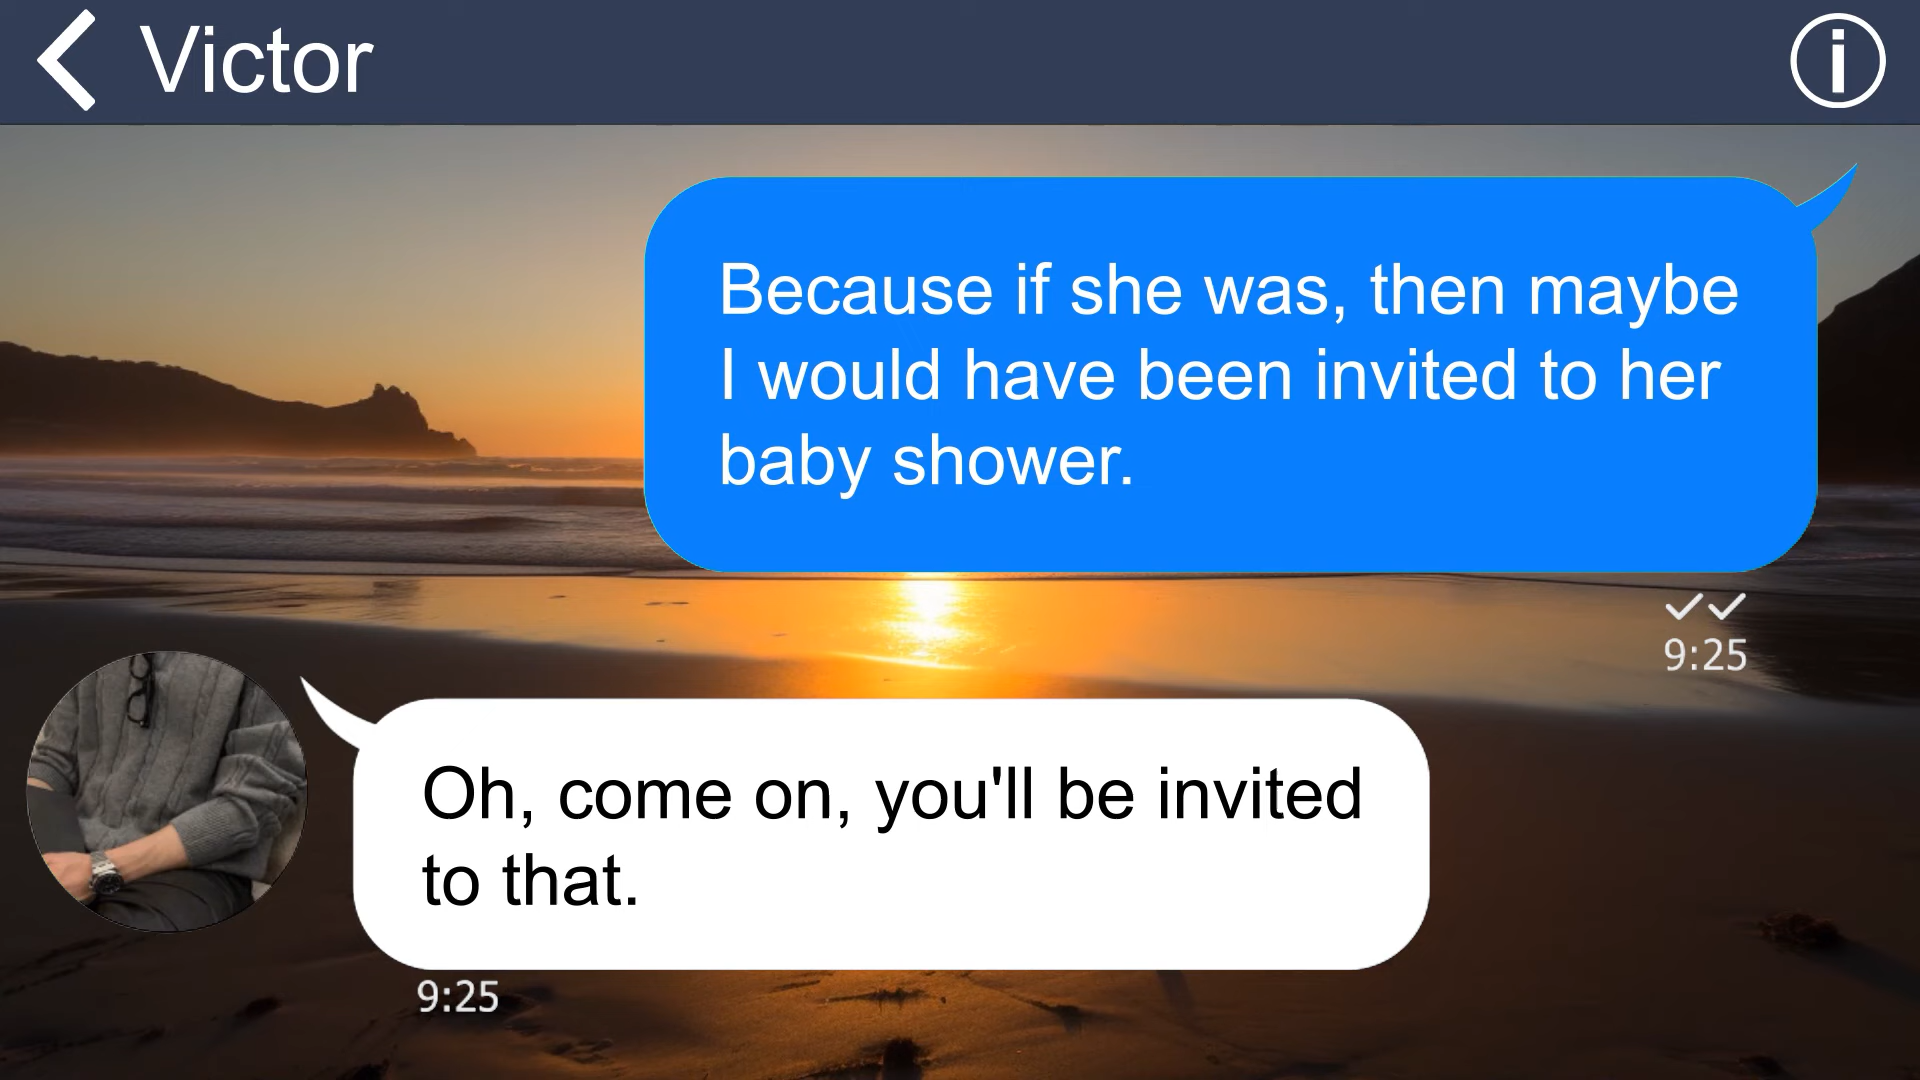 Victor
Because if she was, then maybe
I would have been invited to her
baby shower.
9:25
Oh, come on, you'll be invited
to that.
9:25